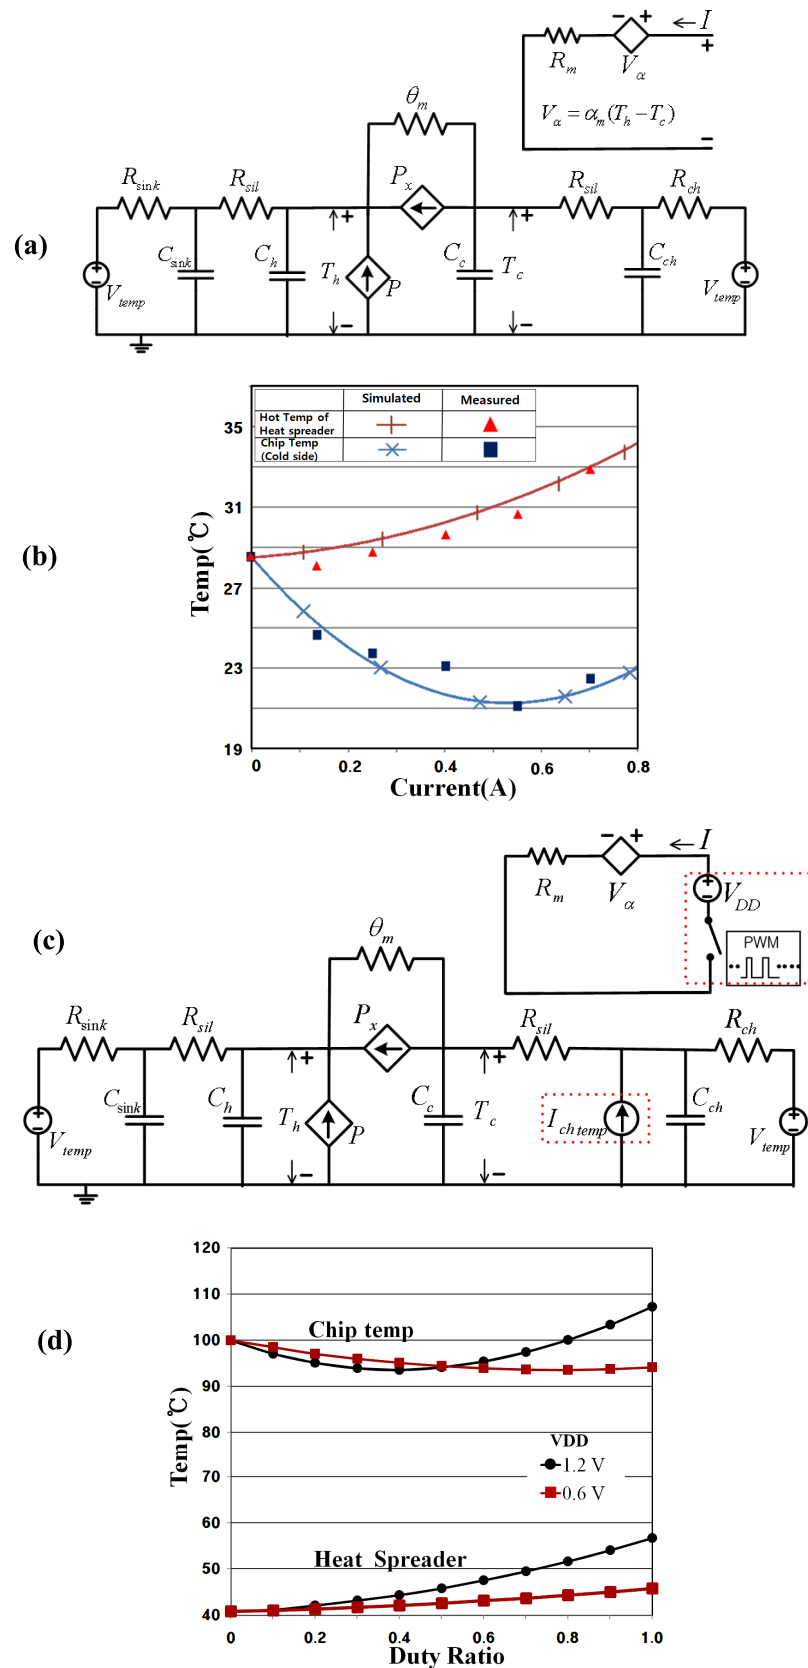 (a)
I
− +
+
R_m
V_α
V_α = α_m(T_h − T_c)
−
θ_m
R_sink
R_sil
P_x
R_sil
R_ch
+
+
C_sink
C_h
T_h
P
C_c
T_c
C_ch
V_temp
V_temp
−
−
(b)
Simulated
Measured
Hot Temp of
Heat spreader
Chip Temp
(Cold side)
Temp(℃)
35
31
27
23
19
0
0.2
0.4
0.6
0.8
Current(A)
(c)
− +
I
R_m
V_α
V_DD
PWM
θ_m
R_sink
R_sil
P_x
R_sil
R_ch
+
+
C_sink
C_h
T_h
P
C_c
T_c
I_chtemp
C_ch
V_temp
V_temp
−
−
(d)
Temp(℃)
120
110
100
90
80
70
60
50
40
Chip temp
VDD
1.2 V
0.6 V
Heat Spreader
0
0.2
0.4
0.6
0.8
1.0
Duty Ratio